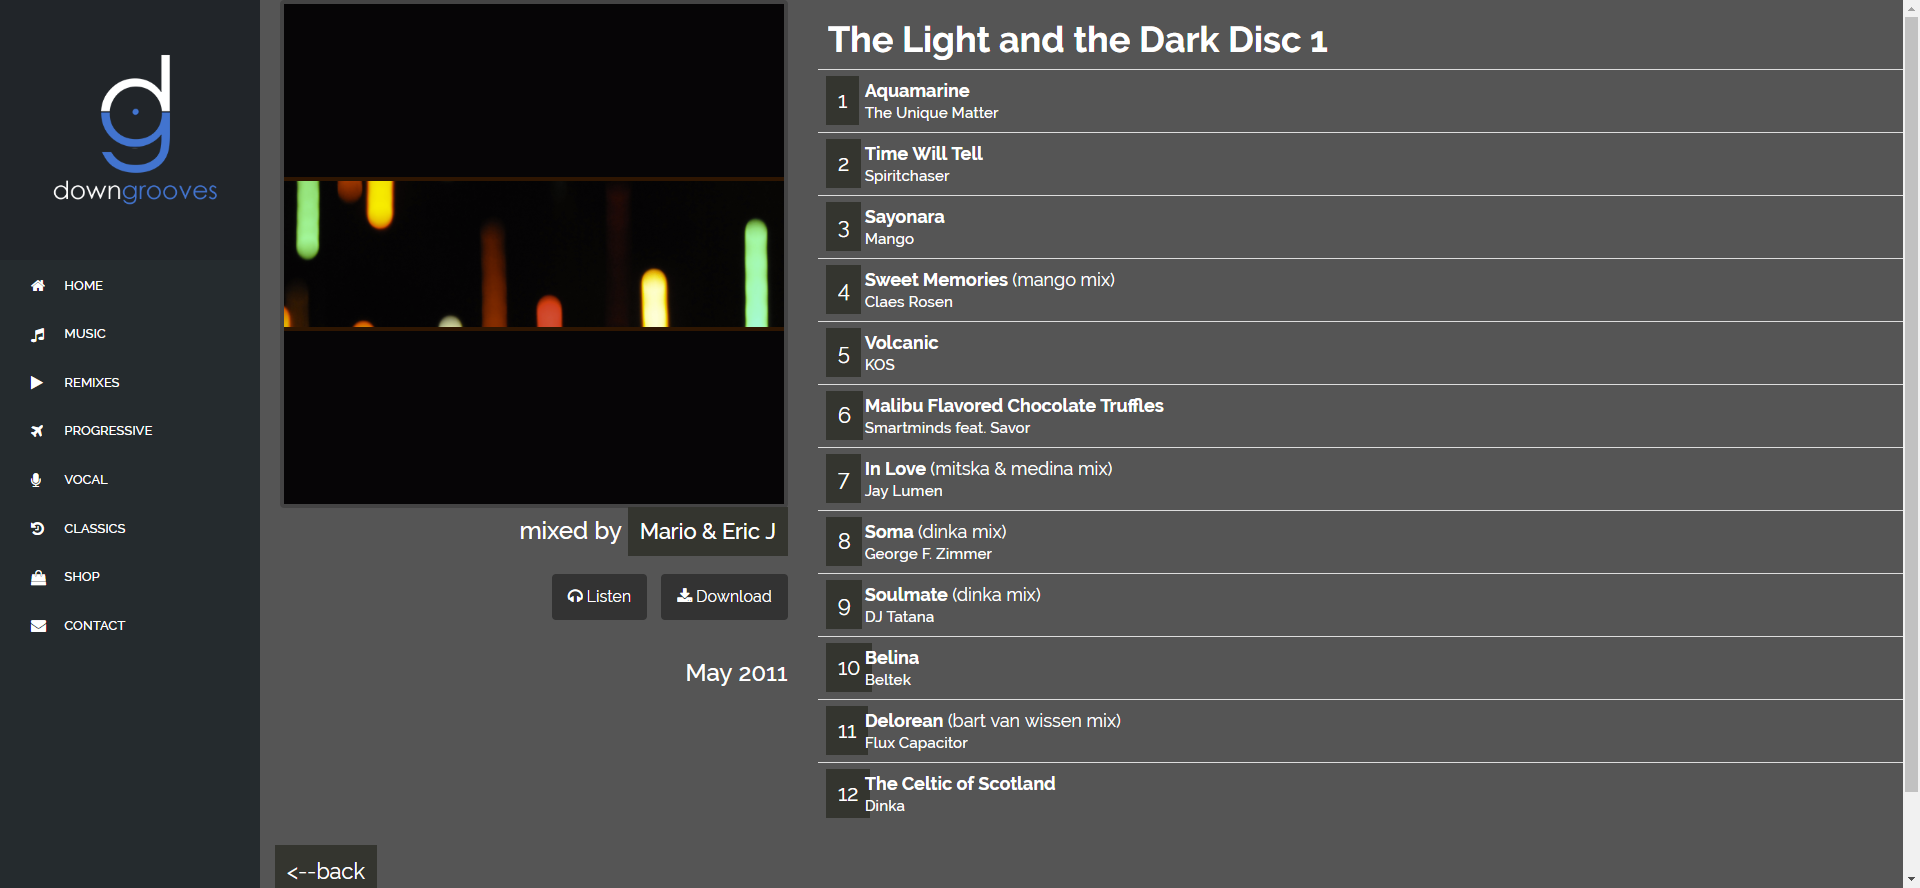 downgrooves
HOME
MUSIC
REMIXES
PROGRESSIVE
VOCAL
CLASSICS
SHOP
CONTACT
mixed by Mario & Eric J
Listen
Download
May 2011
<--back
The Light and the Dark Disc 1
1 Aquamarine
The Unique Matter
2 Time Will Tell
Spiritchaser
3 Sayonara
Mango
4 Sweet Memories (mango mix)
Claes Rosen
5 Volcanic
KOS
6 Malibu Flavored Chocolate Truffles
Smartminds feat. Savor
7 In Love (mitska & medina mix)
Jay Lumen
8 Soma (dinka mix)
George F. Zimmer
9 Soulmate (dinka mix)
DJ Tatana
10 Belina
Beltek
11 Delorean (bart van wissen mix)
Flux Capacitor
12 The Celtic of Scotland
Dinka